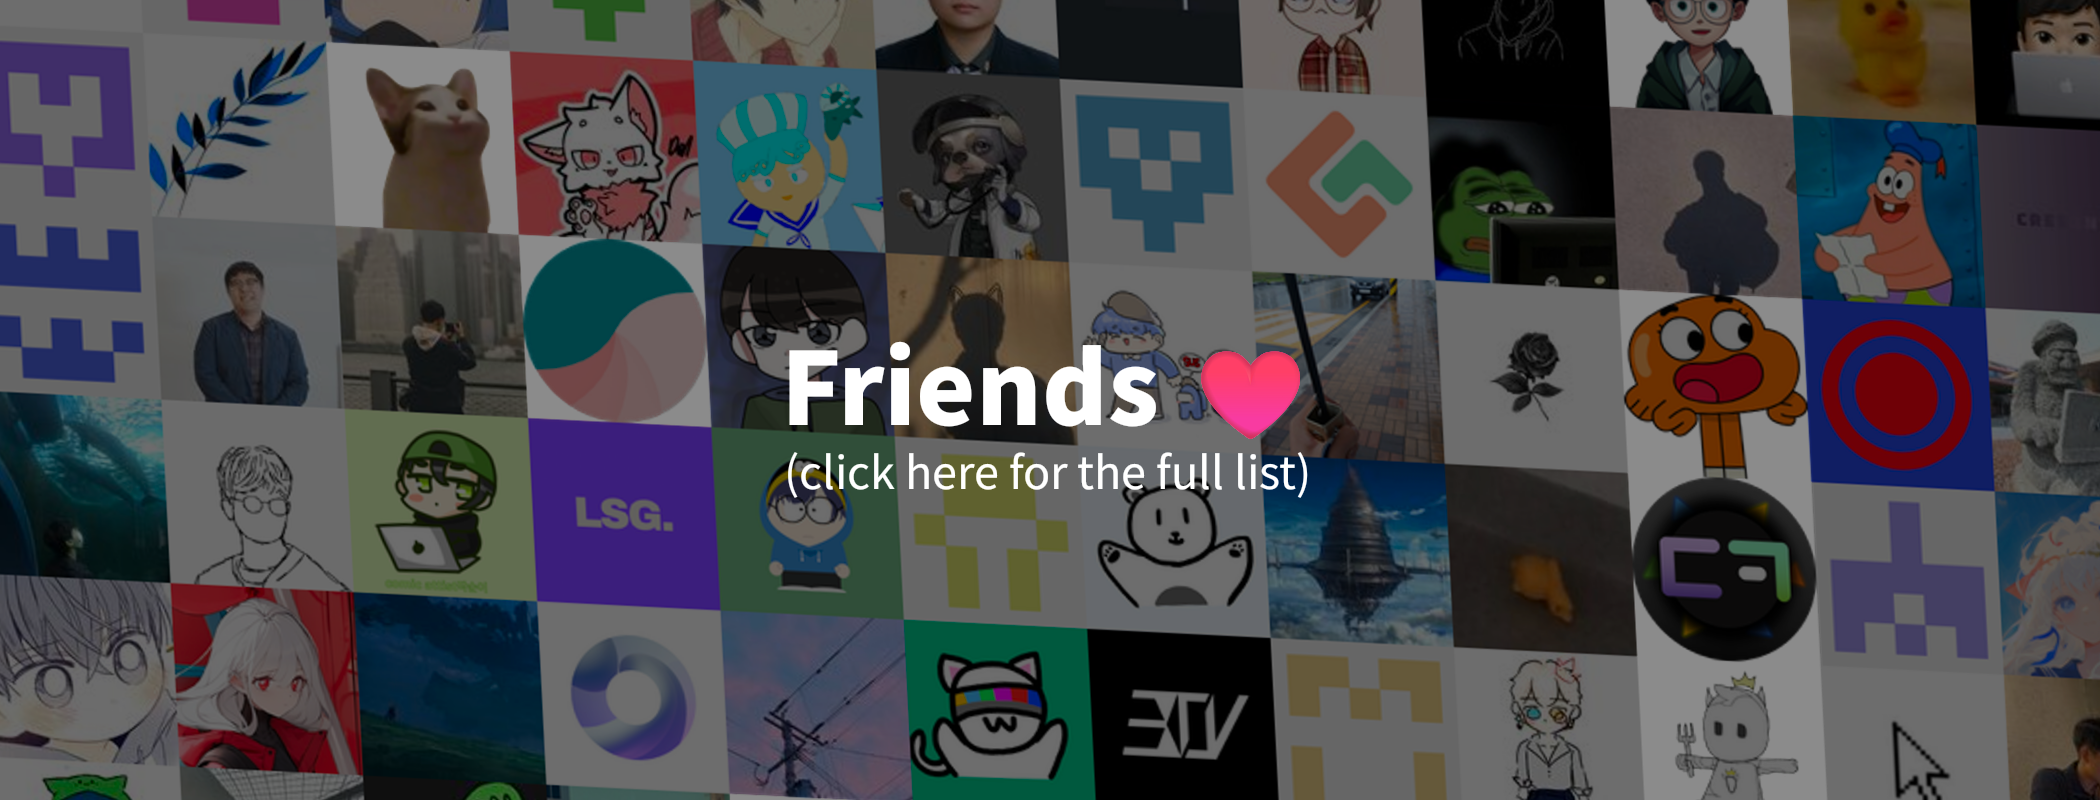 Friends ❤
(click here for the full list)
LSG.